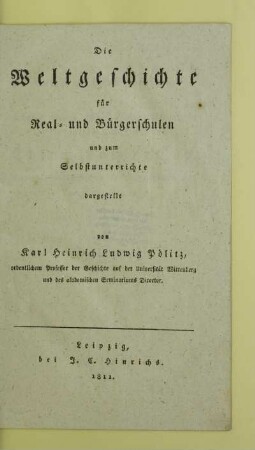 Die
Weltgeschichte
für
Real- und Bürgerschulen
und zum
Selbstunterrichte
dargestellt
von
Karl Heinrich Ludwig Pölitz,
ordentlichem Professor der Geschichte auf der Universität Wittenberg
und des akademischen Seminariums Director.
Leipzig,
bei J. C. Hinrichs.
1811.